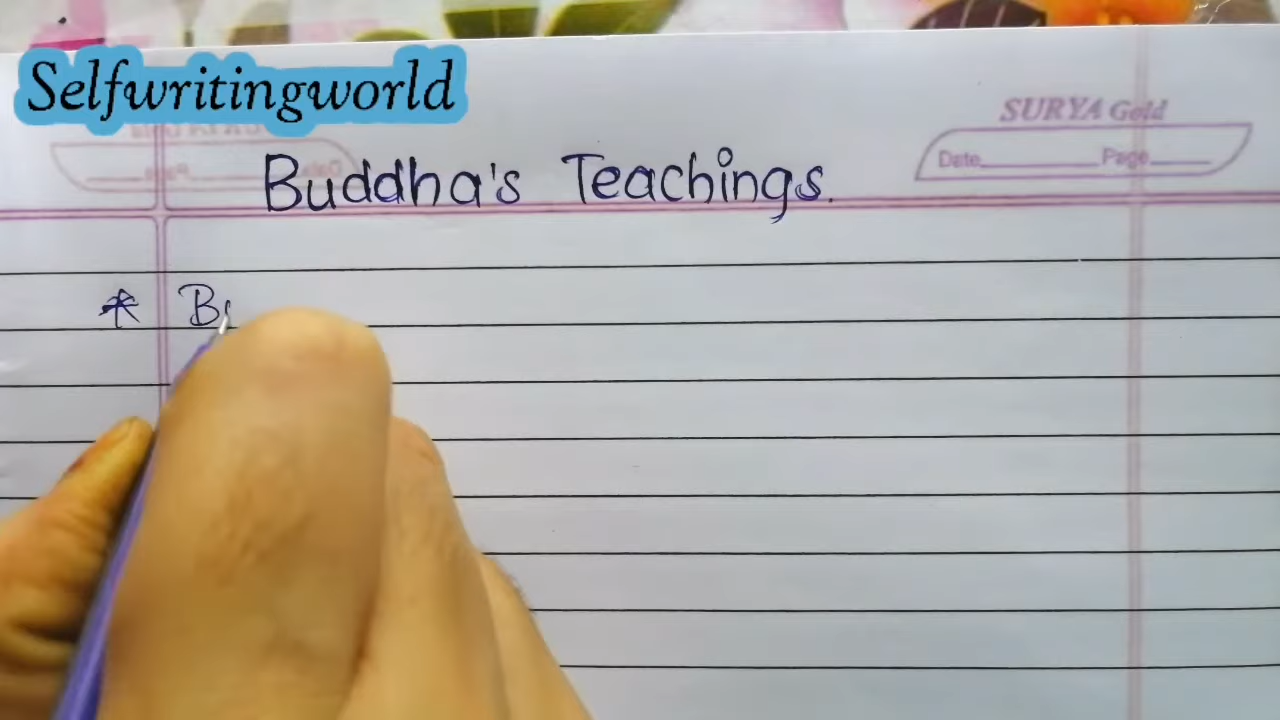 Selfwritingworld
SURYA Gold
Date Page
Buddha's Teachings.
* B